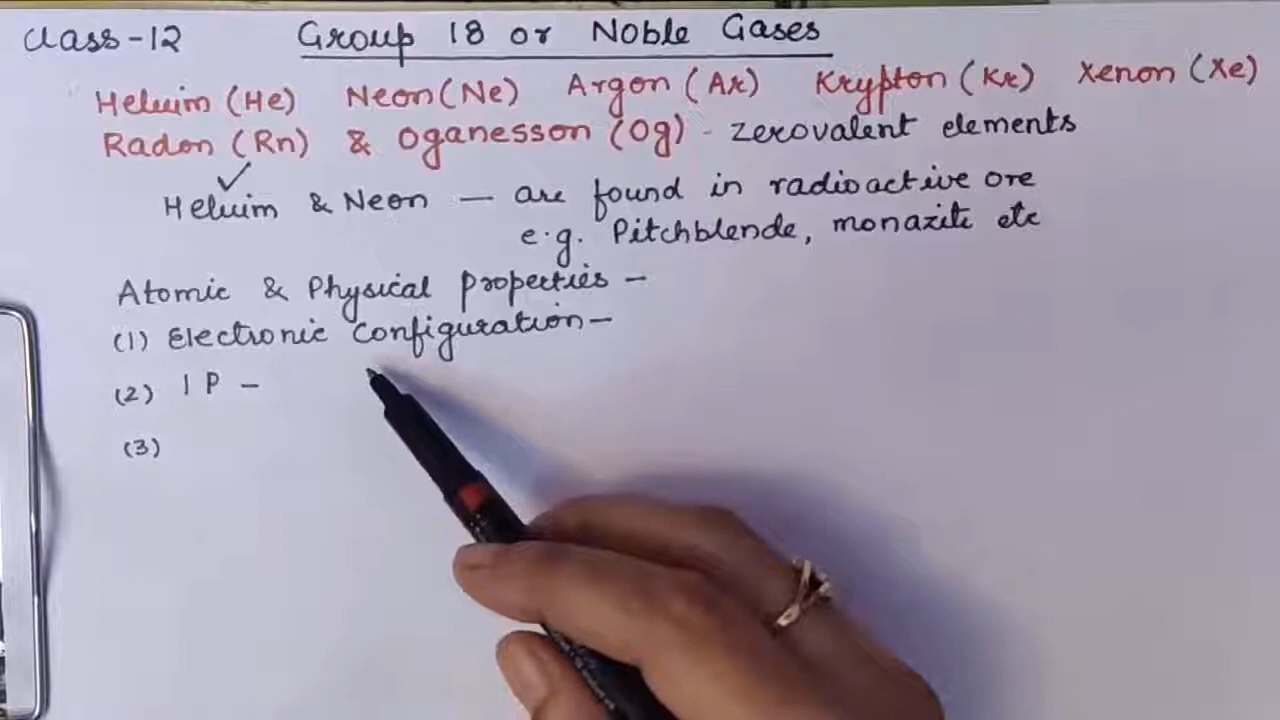 Class-12 Group 18 or Noble Gases
Heluim (He) Neon (Ne) Argon (Ar) Krypton (Kr) Xenon (Xe)
Radon (Rn) & Oganesson (Og) - zerovalent elements
Heluim & Neon — are found in radioactive ore
e.g. Pitchblende, monazite etc
Atomic & Physical properties -
(1) Electronic configuration -
(2) IP -
(3)